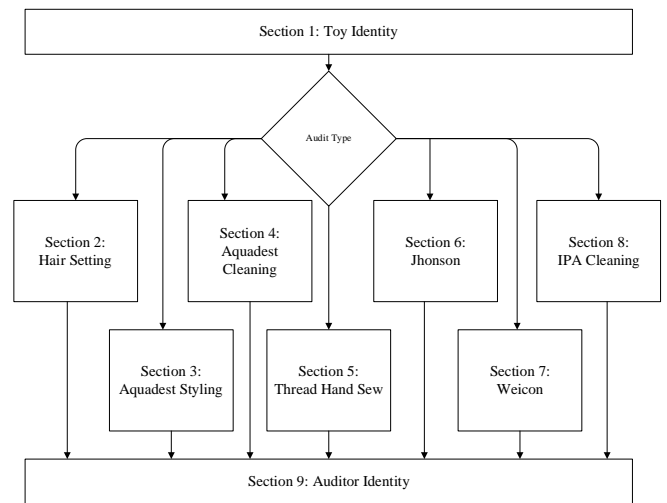 Section 1: Toy Identity
Audit Type
Section 2:
Hair Setting
Section 4:
Aquadest
Cleaning
Section 6:
Jhonson
Section 8:
IPA Cleaning
Section 3:
Aquadest Styling
Section 5:
Thread Hand Sew
Section 7:
Weicon
Section 9: Auditor Identity